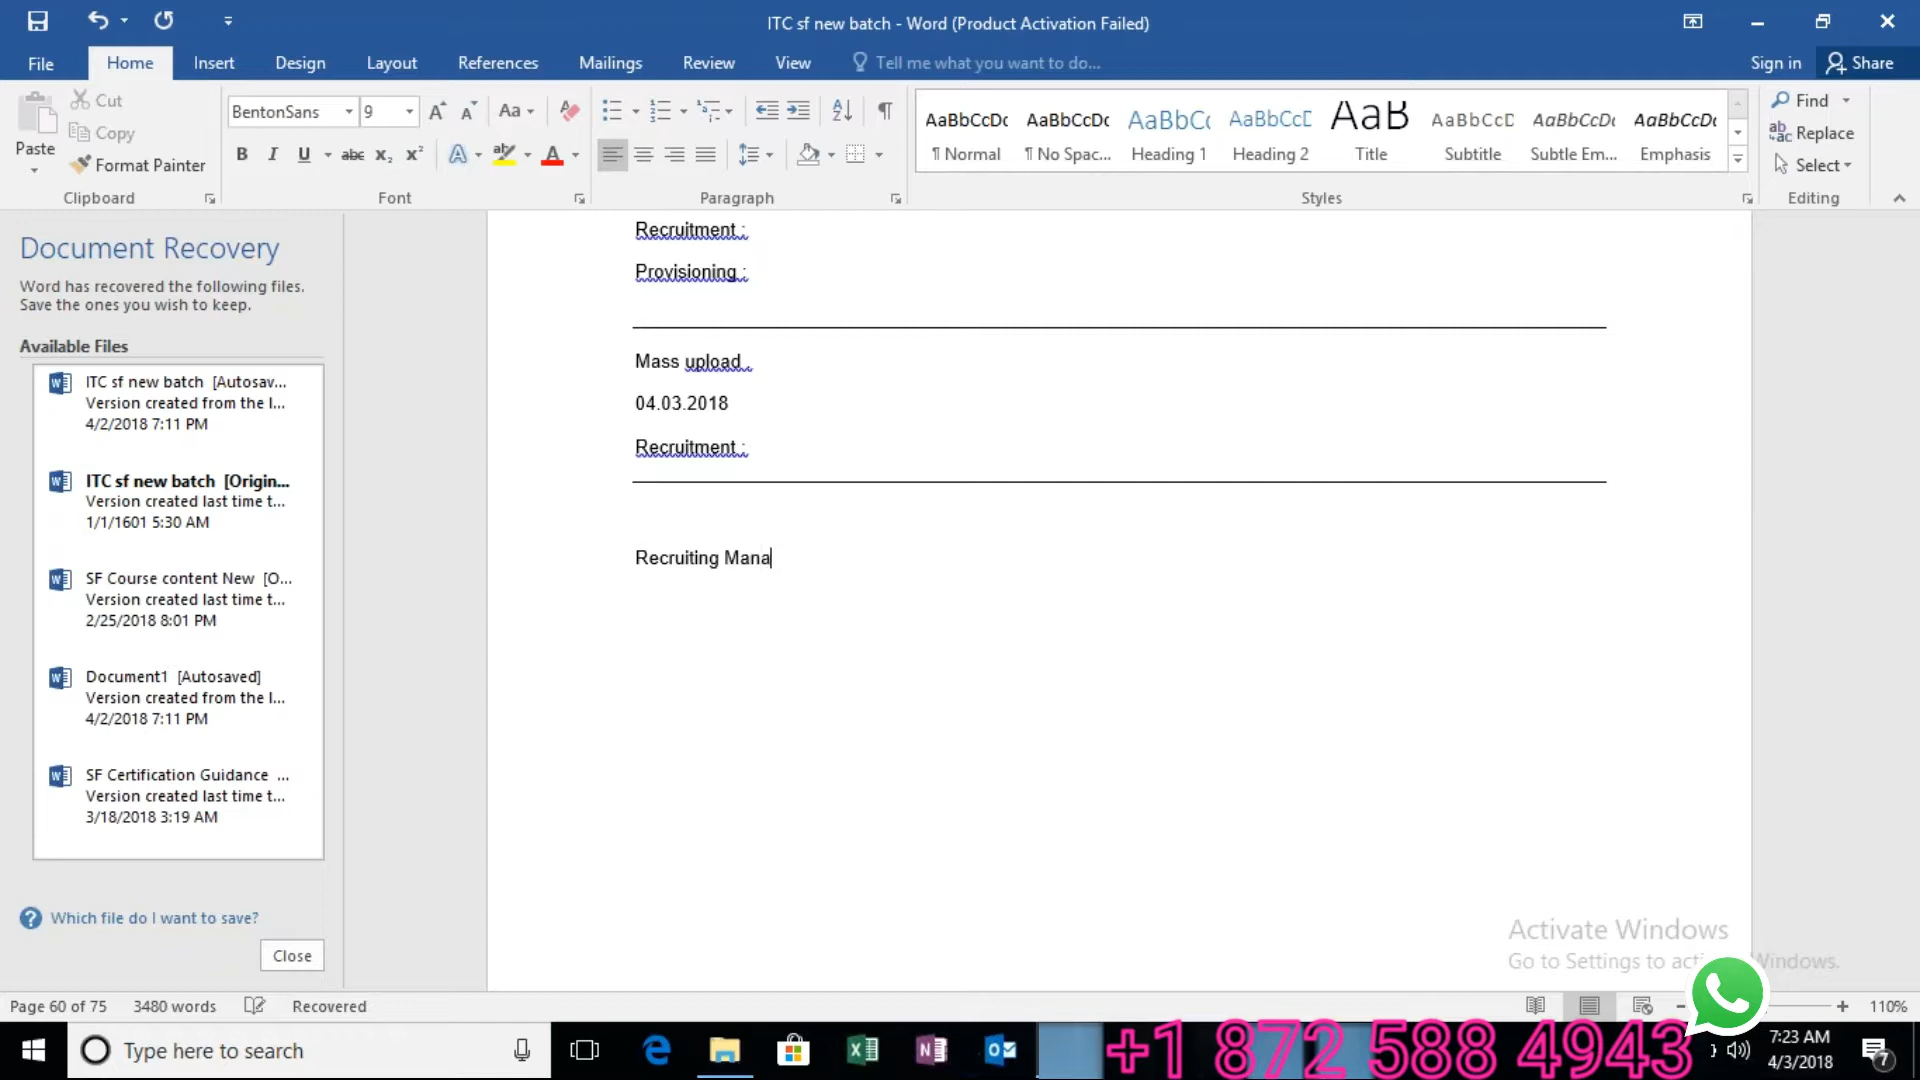 ITC sf new batch - Word (Product Activation Failed)
File Home Insert Design Layout References Mailings Review View Tell me what you want to do... Sign in Share
Paste
Cut
Copy
Format Painter
Clipboard
BentonSans 9 Aa
B I U abc X₂ X² A A
Font
Paragraph
AaBbCcDc AaBbCcDc AaBbCc AaBbCcD AaB AaBbCcD AaBbCcDc AaBbCcDc
¶ Normal ¶ No Spac... Heading 1 Heading 2 Title Subtitle Subtle Em... Emphasis
Styles
Find
Replace
Select
Editing
Document Recovery
Word has recovered the following files.
Save the ones you wish to keep.
Available Files
ITC sf new batch [Autosav...
Version created from the l...
4/2/2018 7:11 PM
ITC sf new batch [Origin...
Version created last time t...
1/1/1601 5:30 AM
SF Course content New [O...
Version created last time t...
2/25/2018 8:01 PM
Document1 [Autosaved]
Version created from the l...
4/2/2018 7:11 PM
SF Certification Guidance ...
Version created last time t...
3/18/2018 3:19 AM
Which file do I want to save?
Close
Recruitment :
Provisioning :
Mass upload .
04.03.2018
Recruitment :
Recruiting Mana
Activate Windows
Go to Settings to acti Windows.
Page 60 of 75 3480 words Recovered 110%
Type here to search
+1 872 588 4943
7:23 AM
4/3/2018
7